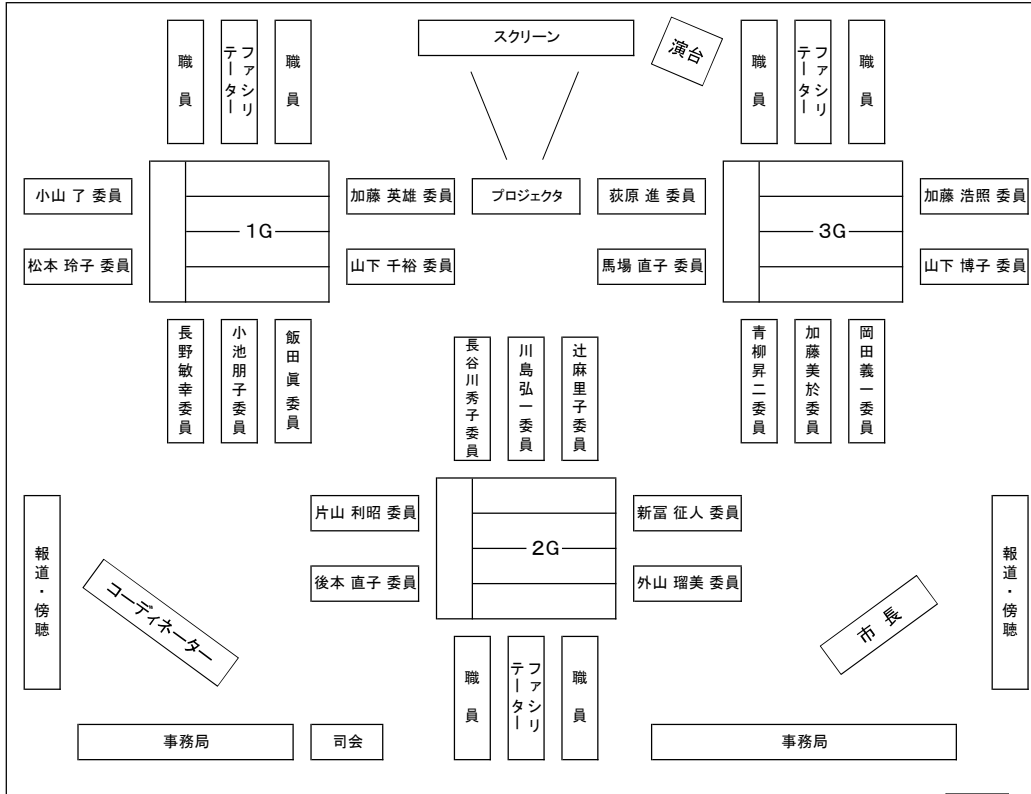 職員
ファシリテーター
職員
スクリーン
演台
職員
ファシリテーター
職員
小山 了 委員
1G
加藤 英雄 委員
プロジェクタ
荻原 進 委員
3G
加藤 浩照 委員
松本 玲子 委員
山下 千裕 委員
馬場 直子 委員
山下 博子 委員
長野敏幸委員
小池朋子委員
飯田 眞 委員
長谷川秀子委員
川島弘一委員
辻麻里子委員
青柳昇二委員
加藤美於委員
岡田義一委員
片山 利昭 委員
2G
新冨 征人 委員
後本 直子 委員
外山 瑠美 委員
報道・傍聴
コーディネーター
市長
報道・傍聴
職員
ファシリテーター
職員
事務局
司会
事務局